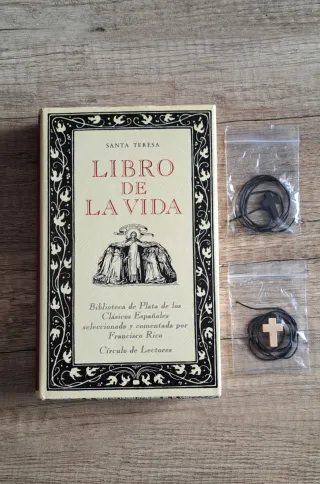 SANTA TERESA
LIBRO
DE
LA VIDA
Biblioteca de Plata de los
Clásicos Españoles
seleccionada y comentada por
Francisco Rico
Círculo de Lectores